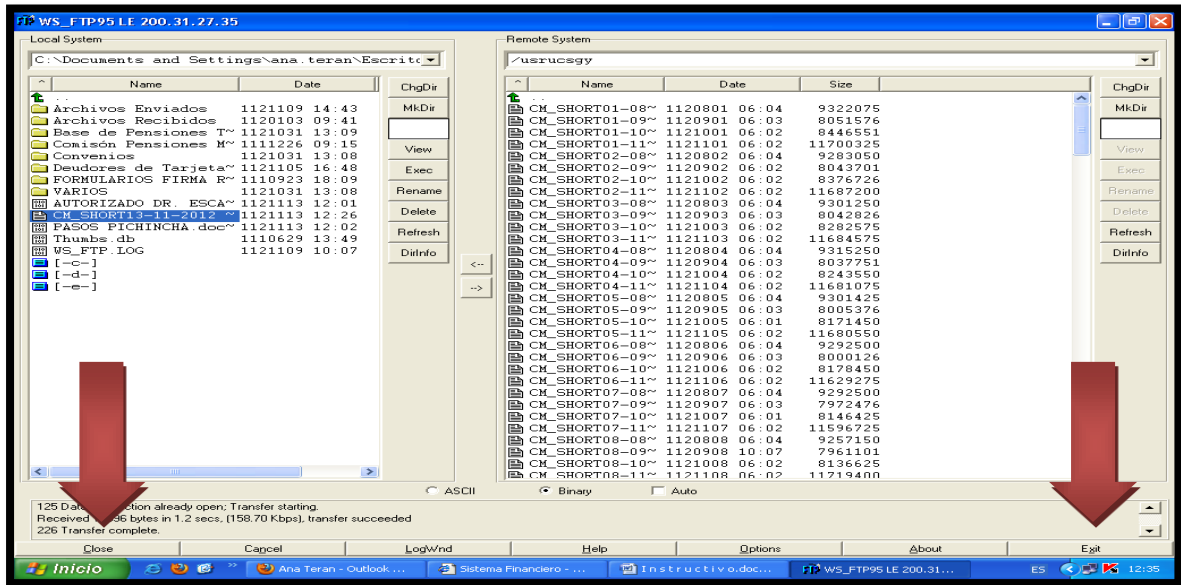 WS_FTP95 LE 200.31.27.35
Local System
C:\Documents and Settings\ana.teran\Escrito
^ Name Date
..
Archivos Enviados 1121109 14:43
Archivos Recibidos 1120103 09:41
Base de Pensiones T~ 1121031 13:09
Comisón Pensiones M~ 1111226 09:15
Convenios 1121031 13:08
Deudores de Tarjeta~ 1121105 16:48
FORMULARIOS FIRMA R~ 1110923 18:09
VARIOS 1121031 13:08
AUTORIZADO DR. ESCA~ 1121113 12:01
CM_SHORT13-11-2012 ~ 1121113 12:26
PASOS PICHINCHA.doc~ 1121113 12:02
Thumbs.db 1110629 13:49
WS_FTP.LOG 1121109 10:07
[-c-]
[-d-]
[-e-]
ChgDir
MkDir
View
Exec
Rename
Delete
Refresh
DirInfo
<--
-->
Remote System
/usrucsgy
^ Name Date Size
..
CM_SHORT01-08~ 1120801 06:04 9322075
CM_SHORT01-09~ 1120901 06:03 8051576
CM_SHORT01-10~ 1121001 06:02 8446551
CM_SHORT01-11~ 1121101 06:02 11700325
CM_SHORT02-08~ 1120802 06:04 9283050
CM_SHORT02-09~ 1120902 06:02 8043701
CM_SHORT02-10~ 1121002 06:02 8376726
CM_SHORT02-11~ 1121102 06:02 11687200
CM_SHORT03-08~ 1120803 06:04 9301250
CM_SHORT03-09~ 1120903 06:03 8042826
CM_SHORT03-10~ 1121003 06:02 8282575
CM_SHORT03-11~ 1121103 06:02 11684575
CM_SHORT04-08~ 1120804 06:04 9315250
CM_SHORT04-09~ 1120904 06:03 8037751
CM_SHORT04-10~ 1121004 06:02 8243550
CM_SHORT04-11~ 1121104 06:02 11681075
CM_SHORT05-08~ 1120805 06:04 9301425
CM_SHORT05-09~ 1120905 06:03 8005376
CM_SHORT05-10~ 1121005 06:01 8171450
CM_SHORT05-11~ 1121105 06:02 11680550
CM_SHORT06-08~ 1120806 06:04 9292500
CM_SHORT06-09~ 1120906 06:03 8000126
CM_SHORT06-10~ 1121006 06:02 8178450
CM_SHORT06-11~ 1121106 06:02 11629275
CM_SHORT07-08~ 1120807 06:04 9292500
CM_SHORT07-09~ 1120907 06:03 7972476
CM_SHORT07-10~ 1121007 06:01 8146425
CM_SHORT07-11~ 1121107 06:02 11596725
CM_SHORT08-08~ 1120808 06:04 9257150
CM_SHORT08-09~ 1120908 10:07 7961101
CM_SHORT08-10~ 1121008 06:02 8136625
CM_SHORT08-11~ 1121108 06:02 11719400
ChgDir
MkDir
View
Exec
Rename
Delete
Refresh
DirInfo
ASCII Binary Auto
125 already open; Transfer starting.
Received bytes in 1.2 secs, (158.70 Kbps), transfer succeeded
226 Transfer complete.
Close Cancel LogWnd Help Options About Exit
Inicio » Ana Teran - Outlook ... Sistema Financiero - ... Instructivo.doc... WS_FTP95 LE 200.31... ES 12:35